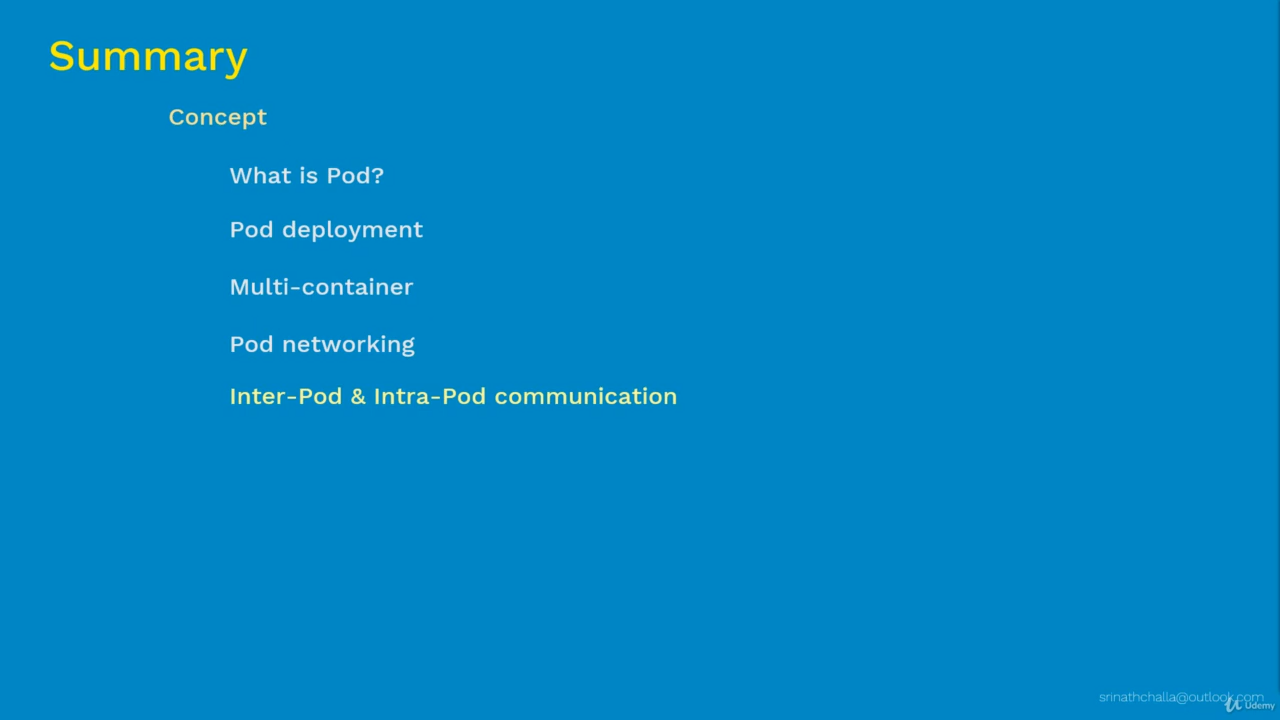 Summary
Concept
What is Pod?
Pod deployment
Multi-container
Pod networking
Inter-Pod & Intra-Pod communication
srinathchalla@outlook.com
Udemy